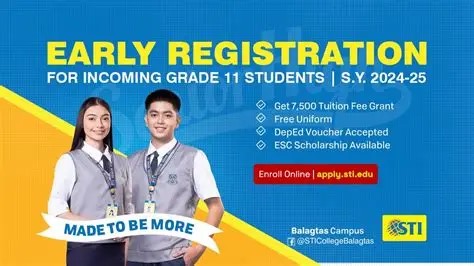 EARLY REGISTRATION
FOR INCOMING GRADE 11 STUDENTS | S.Y. 2024-25
Get 7,500 Tuition Fee Grant
Free Uniform
DepEd Voucher Accepted
ESC Scholarship Available
Enroll Online | apply.sti.edu
MADE TO BE MORE
Balagtas Campus
@STICollegeBalagtas
STI